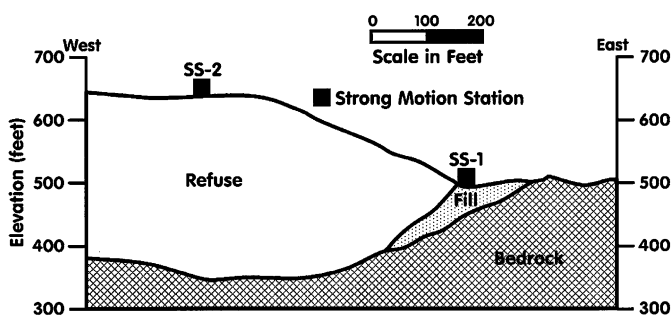 0 100 200
Scale in Feet
West
East
700
700
SS-2
Strong Motion Station
600
600
Elevation (feet)
SS-1
Refuse
500
500
Fill
400
400
Bedrock
300
300